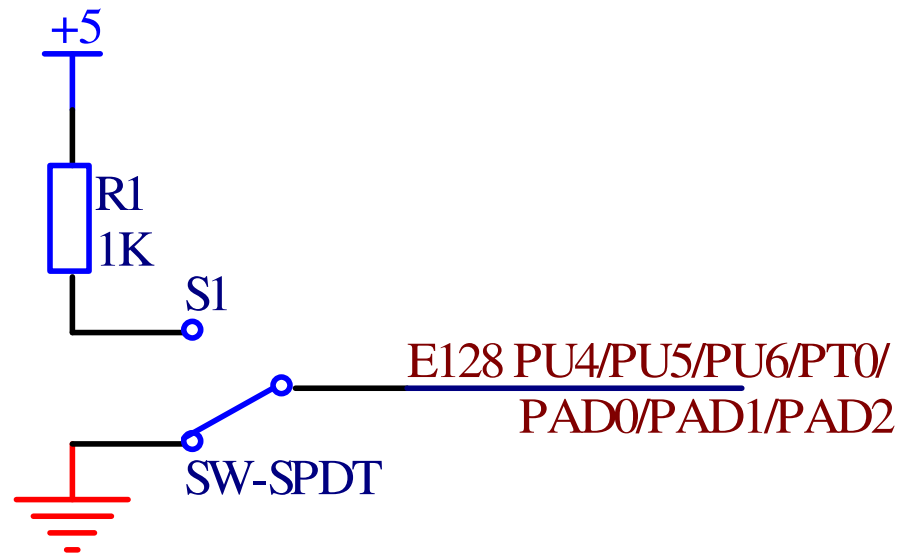 +5
R1
1K
S1
E128 PU4/PU5/PU6/PT0/
PAD0/PAD1/PAD2
SW-SPDT